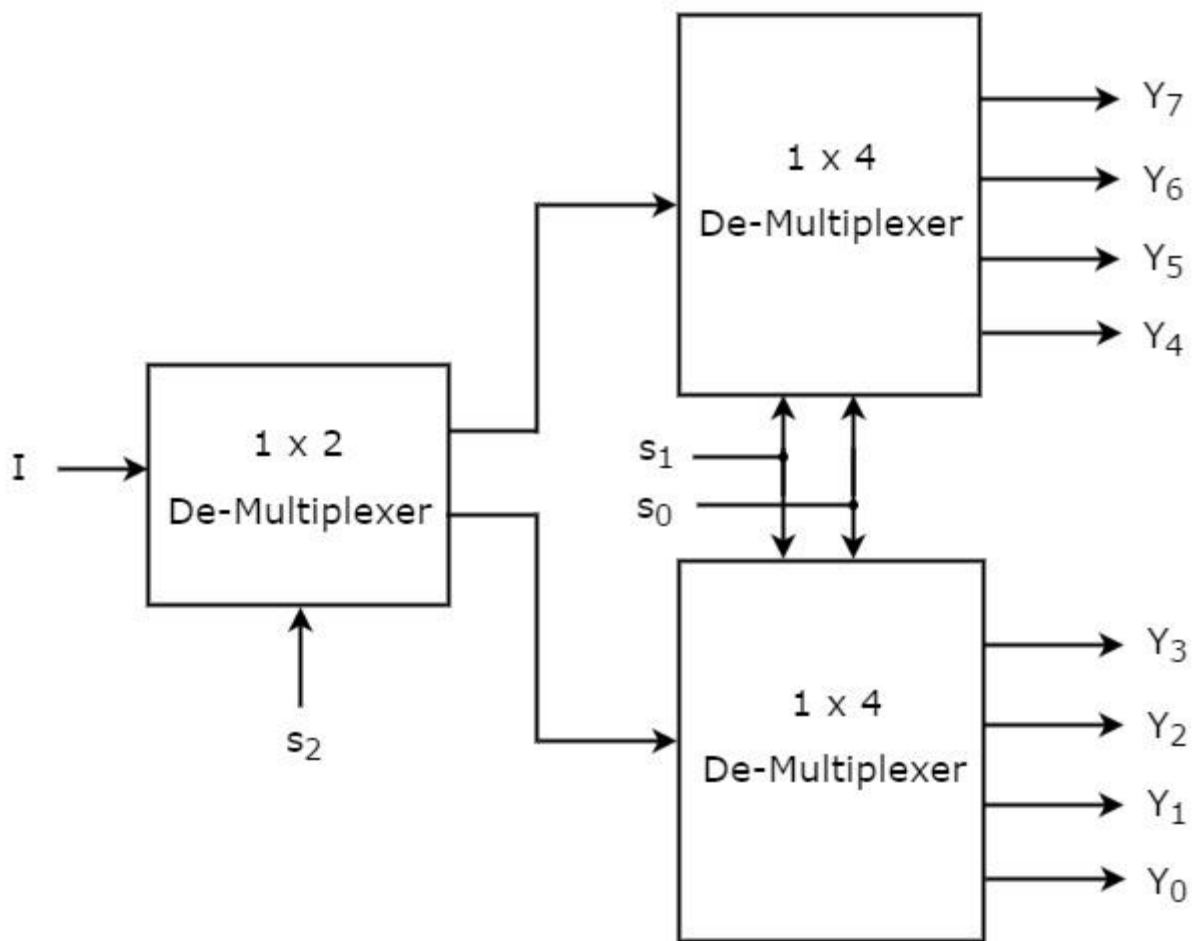 1 x 4
De-Multiplexer
Y₇
Y₆
Y₅
Y₄
I
1 x 2
De-Multiplexer
s₂
s₁
s₀
1 x 4
De-Multiplexer
Y₃
Y₂
Y₁
Y₀